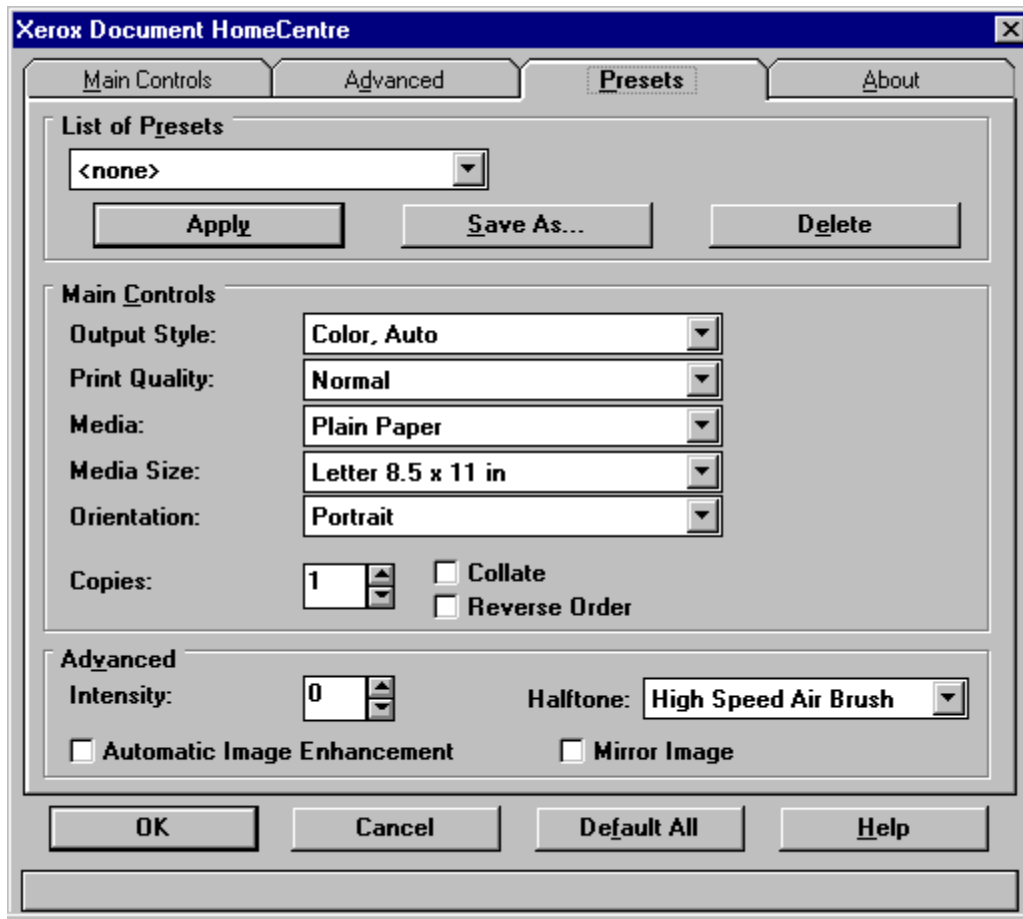 Xerox Document HomeCentre
Main Controls Advanced Presets About
List of Presets
<none>
Apply Save As... Delete
Main Controls
Output Style: Color, Auto
Print Quality: Normal
Media: Plain Paper
Media Size: Letter 8.5 x 11 in
Orientation: Portrait
Copies: 1 Collate
Reverse Order
Advanced
Intensity: 0 Halftone: High Speed Air Brush
Automatic Image Enhancement Mirror Image
OK Cancel Default All Help